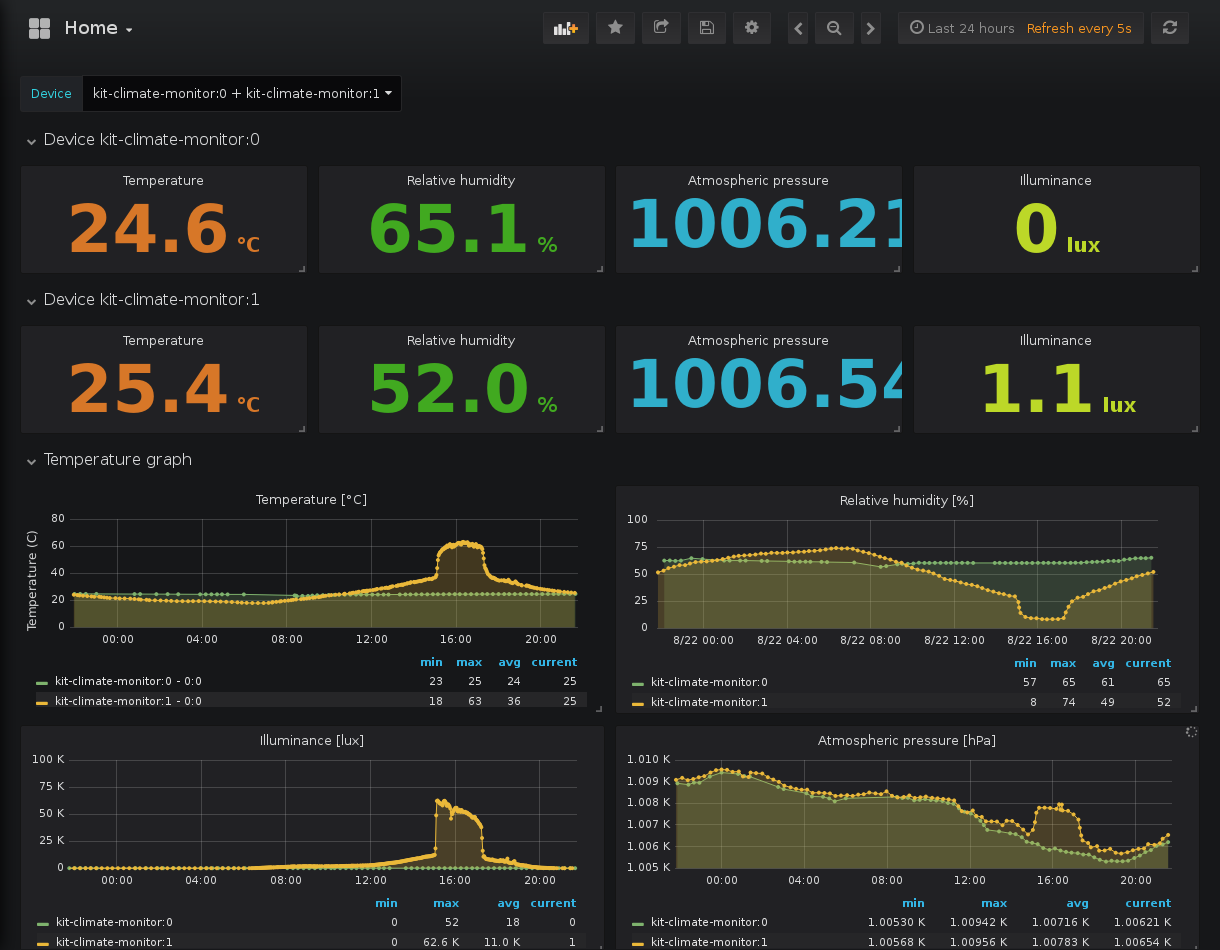 Home
Last 24 hours Refresh every 5s
Device kit-climate-monitor:0 + kit-climate-monitor:1
Device kit-climate-monitor:0
Temperature Relative humidity Atmospheric pressure Illuminance
24.6 °C 65.1 % 1006.21 0 lux
Device kit-climate-monitor:1
Temperature Relative humidity Atmospheric pressure Illuminance
25.4 °C 52.0 % 1006.54 1.1 lux
Temperature graph
Temperature [°C]
Temperature (C)
80
60
40
20
0
00:00 04:00 08:00 12:00 16:00 20:00
min max avg current
kit-climate-monitor:0 - 0:0 23 25 24 25
kit-climate-monitor:1 - 0:0 18 63 36 25
Relative humidity [%]
100
75
50
25
0
8/22 00:00 8/22 04:00 8/22 08:00 8/22 12:00 8/22 16:00 8/22 20:00
min max avg current
kit-climate-monitor:0 57 65 61 65
kit-climate-monitor:1 8 74 49 52
Illuminance [lux]
100 K
75 K
50 K
25 K
0
00:00 04:00 08:00 12:00 16:00 20:00
min max avg current
kit-climate-monitor:0 0 52 18 0
kit-climate-monitor:1 0 62.6 K 11.0 K 1
Atmospheric pressure [hPa]
1.010 K
1.009 K
1.008 K
1.007 K
1.006 K
1.005 K
00:00 04:00 08:00 12:00 16:00 20:00
min max avg current
kit-climate-monitor:0 1.00530 K 1.00942 K 1.00716 K 1.00621 K
kit-climate-monitor:1 1.00568 K 1.00956 K 1.00783 K 1.00654 K